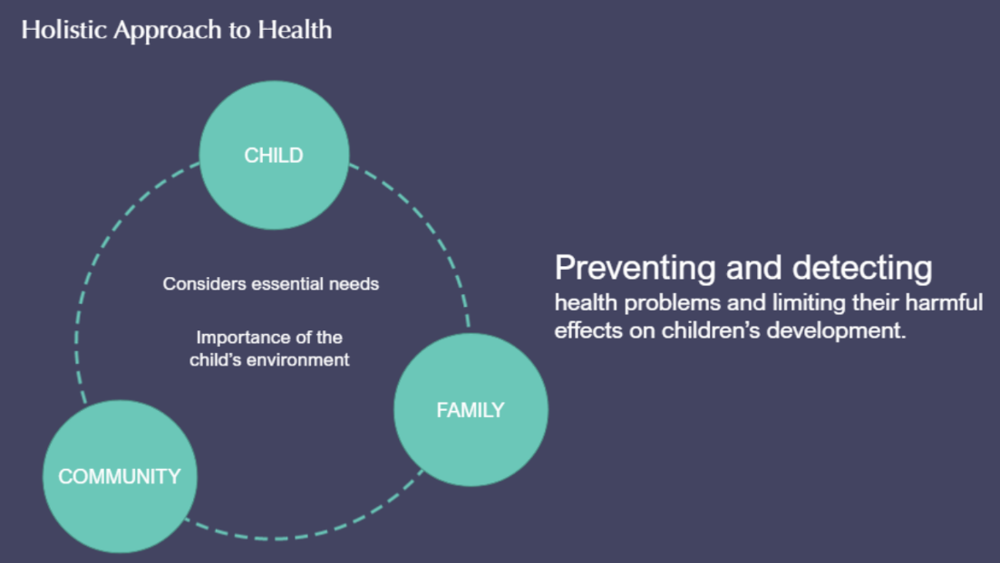 Holistic Approach to Health
CHILD
Considers essential needs
Importance of the
child’s environment
FAMILY
COMMUNITY
Preventing and detecting
health problems and limiting their harmful
effects on children’s development.